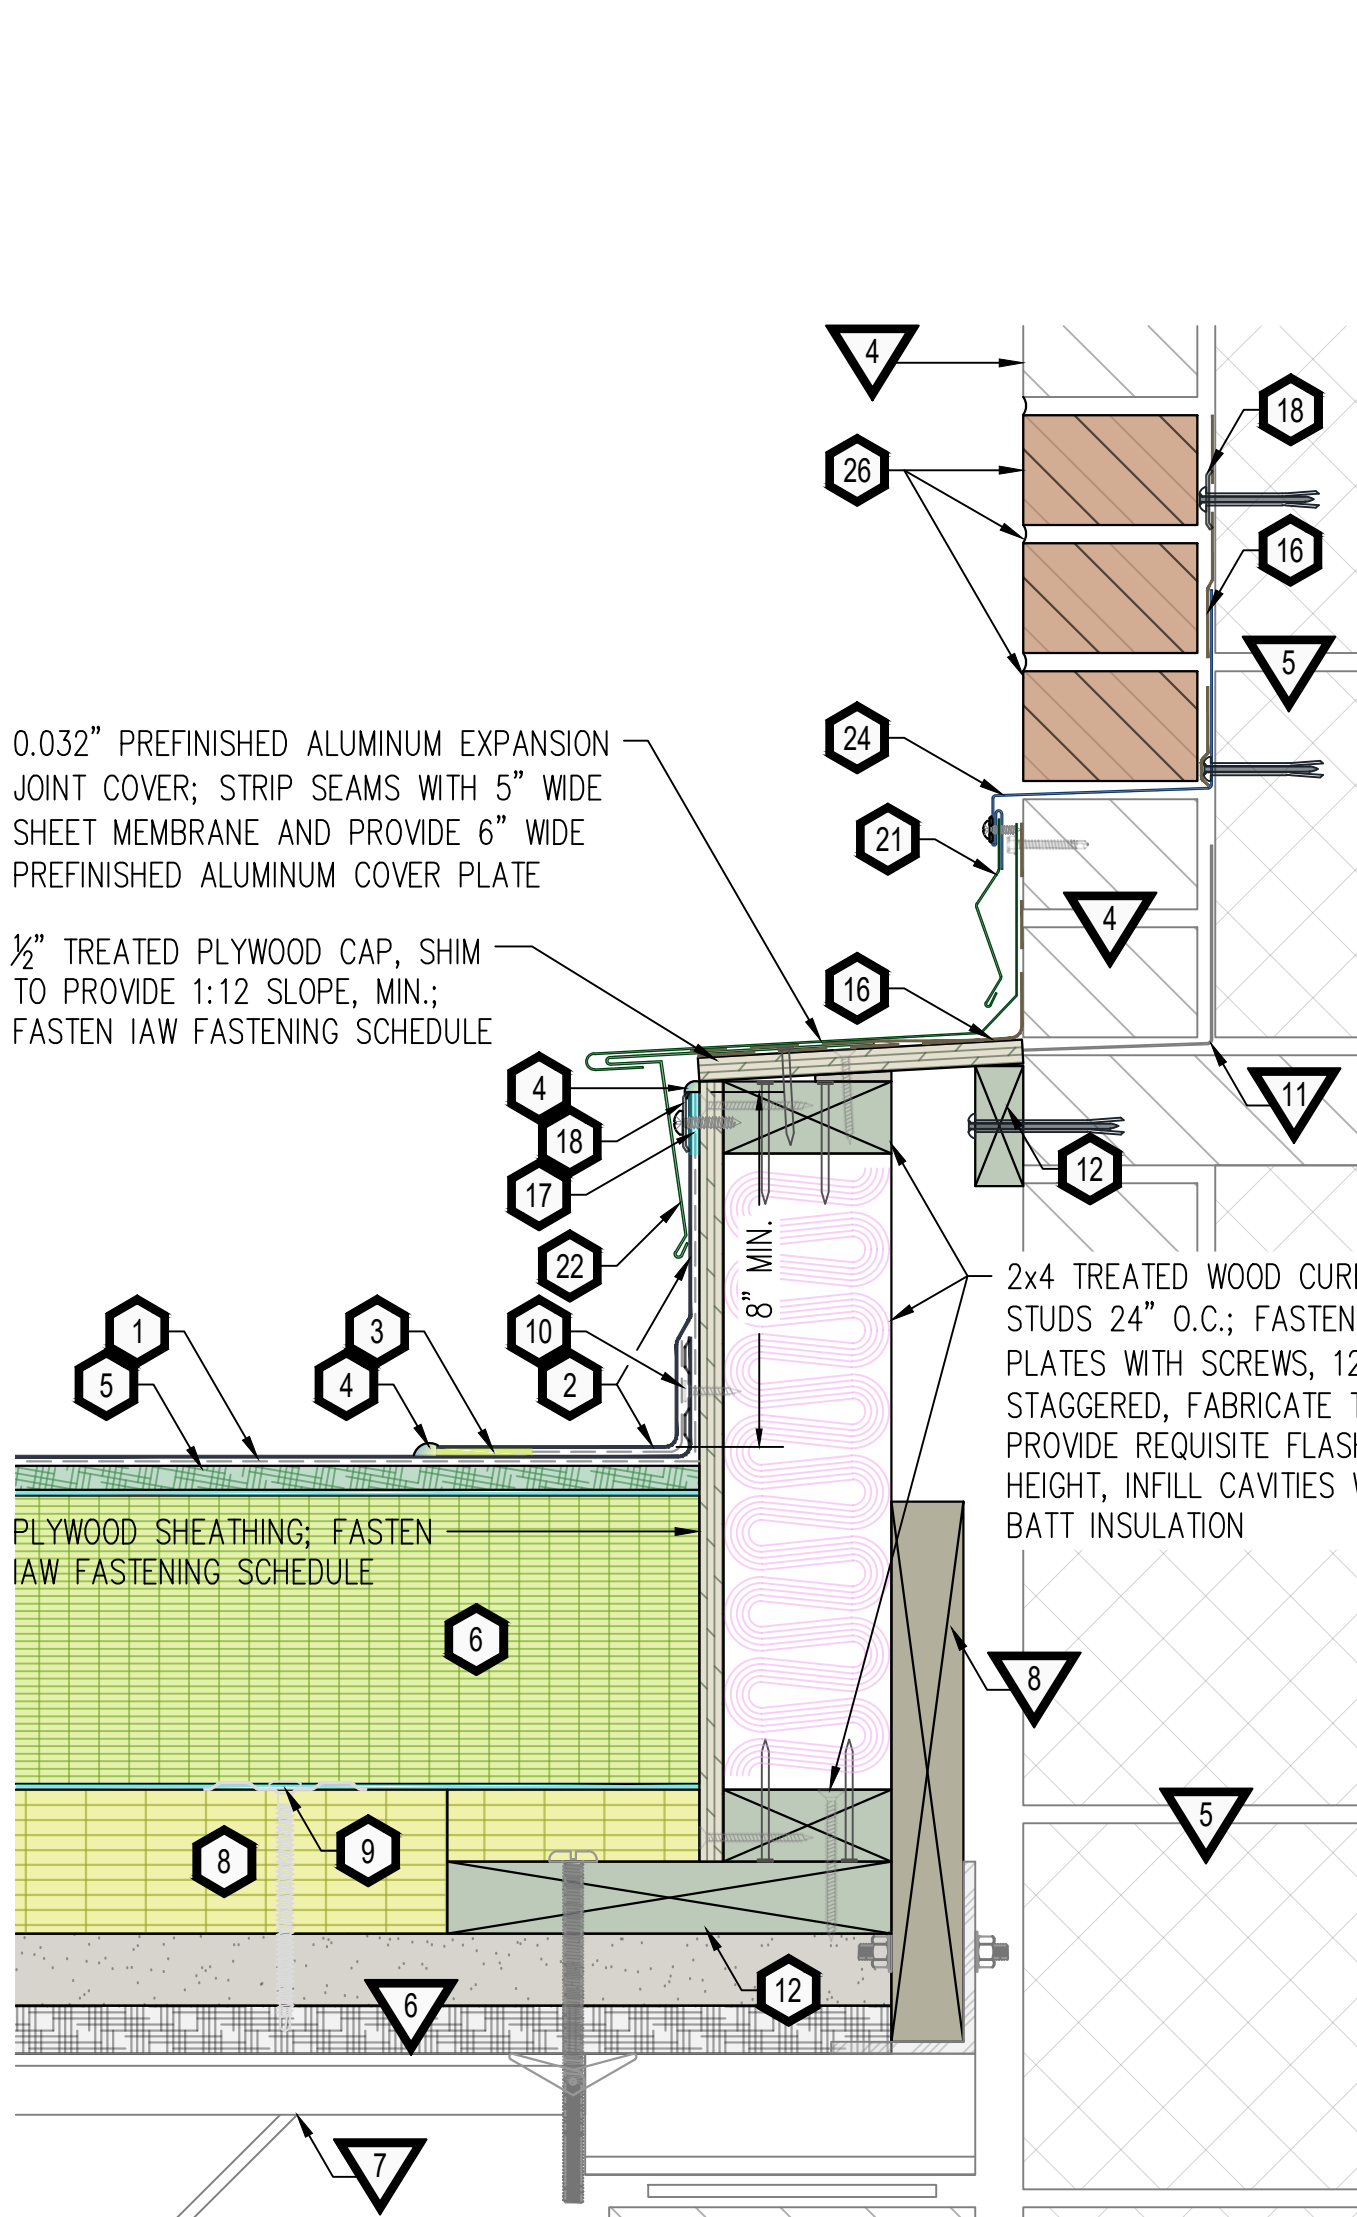 4
18
26
16
5
0.032” PREFINISHED ALUMINUM EXPANSION
JOINT COVER; STRIP SEAMS WITH 5” WIDE
SHEET MEMBRANE AND PROVIDE 6” WIDE
PREFINISHED ALUMINUM COVER PLATE
24
21
4
½” TREATED PLYWOOD CAP, SHIM
TO PROVIDE 1:12 SLOPE, MIN.;
FASTEN IAW FASTENING SCHEDULE
16
4
18
17
22
11
12
8” MIN.
2x4 TREATED WOOD
STUDS 24” O.C.; FASTEN
PLATES WITH SCREWS, 12
STAGGERED, FABRICATE
PROVIDE REQUISITE
HEIGHT, INFILL CAVITIES
BATT INSULATION
1
5
3
4
10
2
PLYWOOD SHEATHING; FASTEN
IAW FASTENING SCHEDULE
6
8
5
8
9
12
6
7